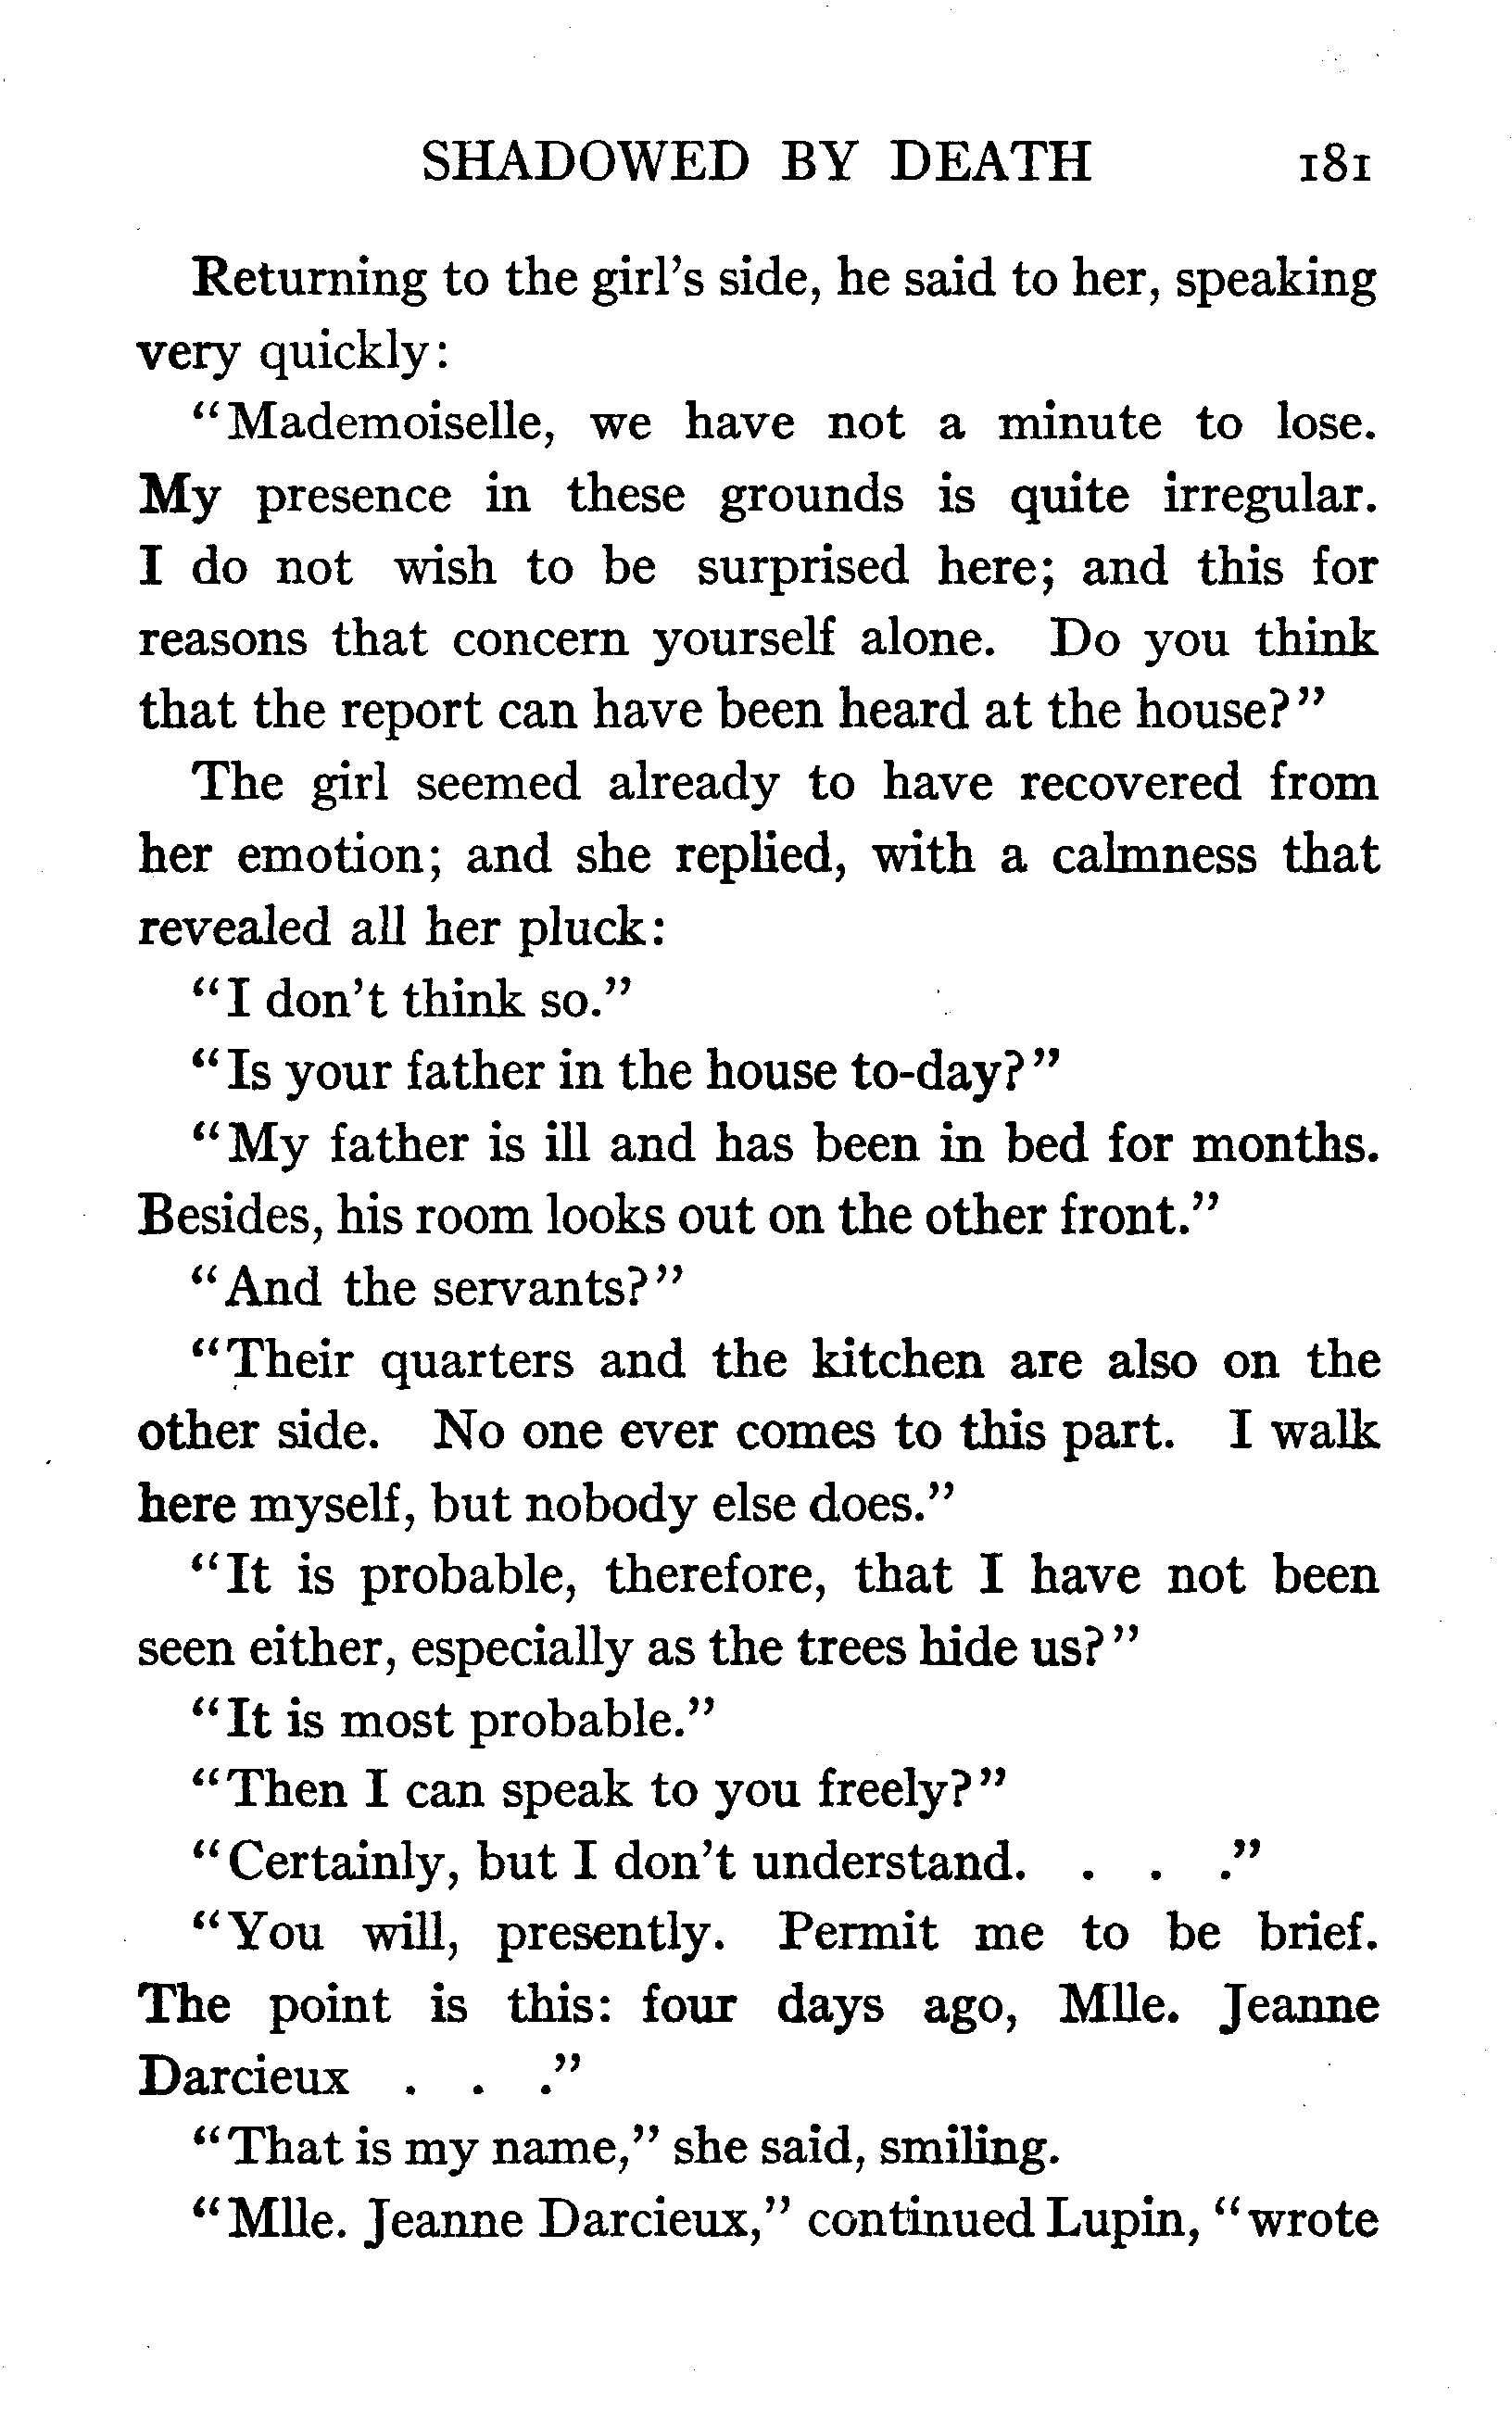 SHADOWED BY DEATH 181
Returning to the girl's side, he said to her, speaking
very quickly:
"Mademoiselle, we have not a minute to lose.
My presence in these grounds is quite irregular.
I do not wish to be surprised here; and this for
reasons that concern yourself alone. Do you think
that the report can have been heard at the house?"
The girl seemed already to have recovered from
her emotion; and she replied, with a calmness that
revealed all her pluck:
"I don't think so."
"Is your father in the house to-day?"
"My father is ill and has been in bed for months.
Besides, his room looks out on the other front."
"And the servants?"
"Their quarters and the kitchen are also on the
other side. No one ever comes to this part. I walk
here myself, but nobody else does."
"It is probable, therefore, that I have not been
seen either, especially as the trees hide us?"
"It is most probable."
"Then I can speak to you freely?"
"Certainly, but I don't understand. . . ."
"You will, presently. Permit me to be brief.
The point is this: four days ago, Mlle. Jeanne
Darcieux . . ."
"That is my name," she said, smiling.
"Mlle. Jeanne Darcieux," continued Lupin, "wrote